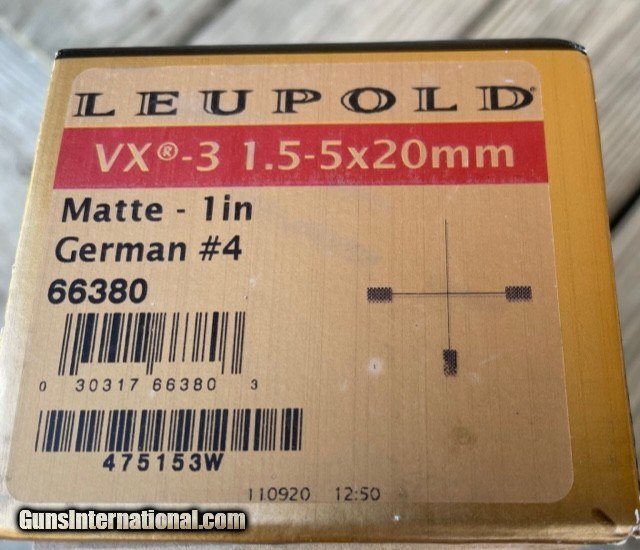 LEUPOLD®
VX®-3 1.5-5x20mm
Matte - 1in
German #4
66380
0 30317 66380 3
475153W
110920 12:50
GunsInternational.com #4